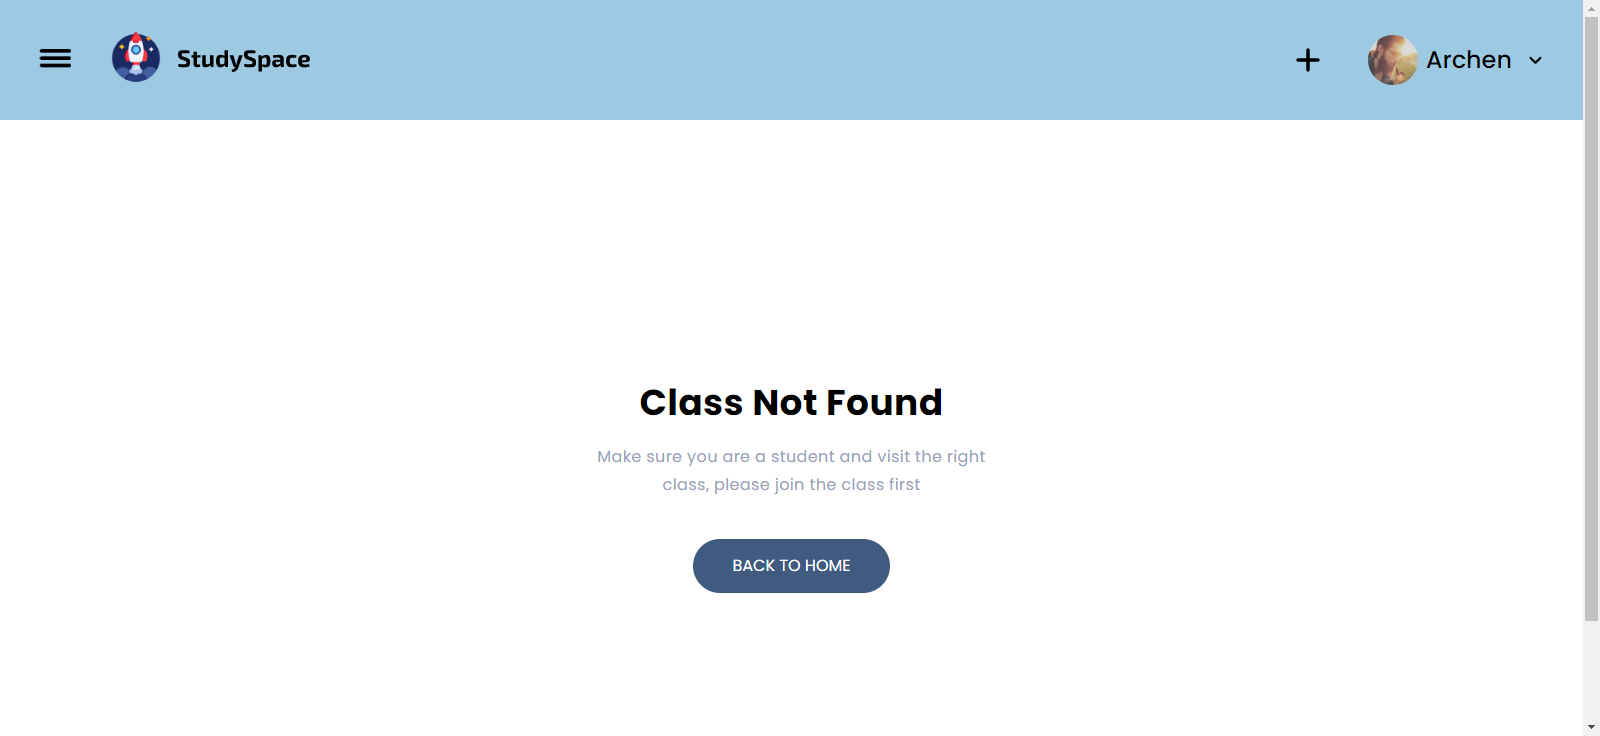 StudySpace
Archen
Class Not Found
Make sure you are a student and visit the right
class, please join the class first
BACK TO HOME